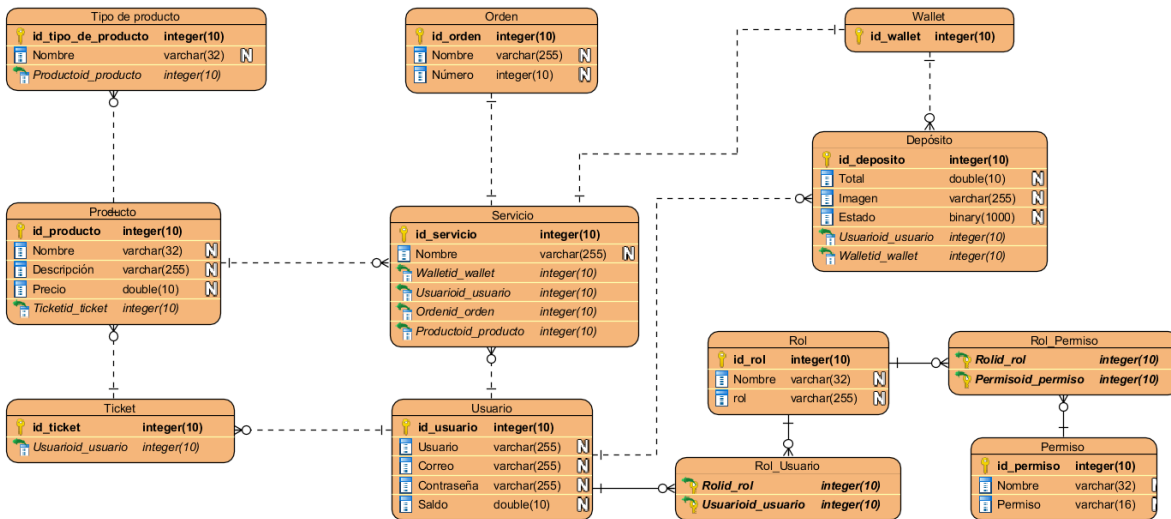 Tipo de producto
id_tipo_de_producto integer(10)
Nombre varchar(32) N
Productoid_producto integer(10)
Orden
id_orden integer(10)
Nombre varchar(255) N
Número integer(10) N
Wallet
id_wallet integer(10)
Depósito
id_deposito integer(10)
Total double(10) N
Imagen varchar(255) N
Estado binary(1000) N
Usuarioid_usuario integer(10)
Walletid_wallet integer(10)
Producto
id_producto integer(10)
Nombre varchar(32) N
Descripción varchar(255) N
Precio double(10) N
Ticketid_ticket integer(10)
Servicio
id_servicio integer(10)
Nombre varchar(255) N
Walletid_wallet integer(10)
Usuarioid_usuario integer(10)
Ordenid_orden integer(10)
Productoid_producto integer(10)
Rol
id_rol integer(10)
Nombre varchar(32) N
rol varchar(255) N
Rol_Permiso
Rolid_rol integer(10)
Permisoid_permiso integer(10)
Ticket
id_ticket integer(10)
Usuarioid_usuario integer(10)
Usuario
id_usuario integer(10)
Usuario varchar(255) N
Correo varchar(255) N
Contraseña varchar(255) N
Saldo double(10) N
Rol_Usuario
Rolid_rol integer(10)
Usuarioid_usuario integer(10)
Permiso
id_permiso integer(10)
Nombre varchar(32)
Permiso varchar(16)